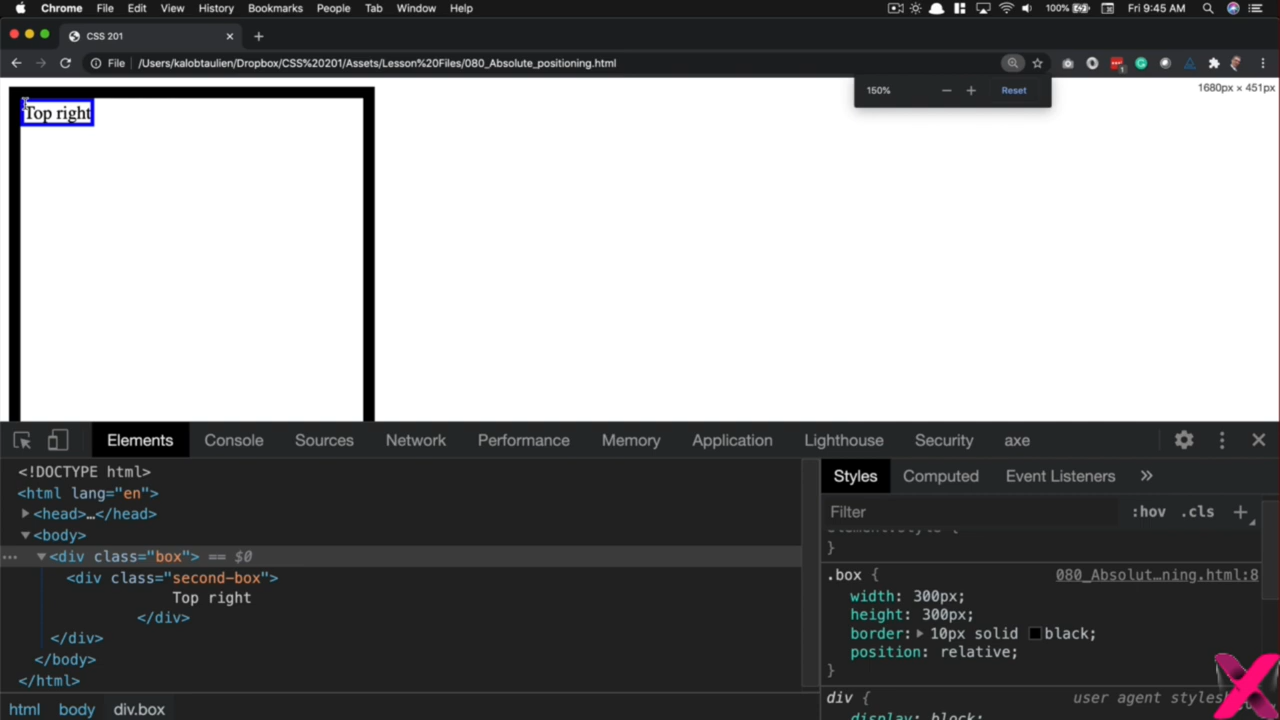 Chrome File Edit View History Bookmarks People Tab Window Help 100% Fri 9:45 AM
CSS 201
File /Users/kalobtaulien/Dropbox/CSS%20201/Assets/Lesson%20Files/080_Absolute_positioning.html
150% − + Reset
1680px × 451px
Top right
Elements Console Sources Network Performance Memory Application Lighthouse Security axe
<!DOCTYPE html>
<html lang="en">
<head>…</head>
<body>
<div class="box"> == $0
<div class="second-box">
Top right
</div>
</div>
</body>
</html>
html body div.box
Styles Computed Event Listeners »
Filter :hov .cls +
element.style {
}
.box { 080_Absolut…ning.html:8
width: 300px;
height: 300px;
border: 10px solid black;
position: relative;
}
div { user agent styles
display: block;